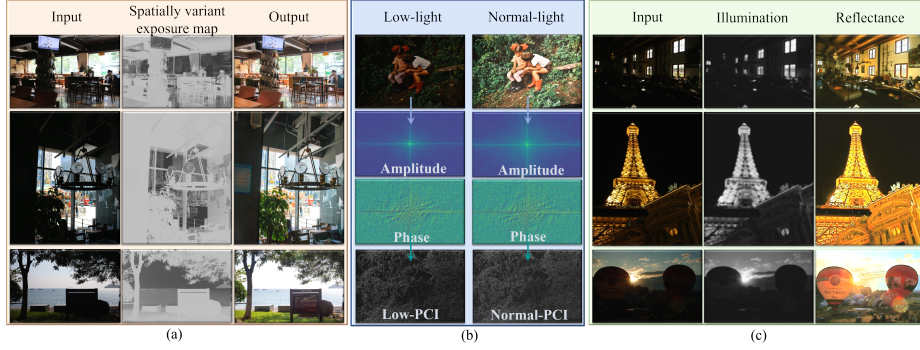 Input
Spatially variant
exposure map
Output
(a)
Low-light
Normal-light
Amplitude
Amplitude
Phase
Phase
Low-PCI
Normal-PCI
(b)
Input
Illumination
Reflectance
(c)